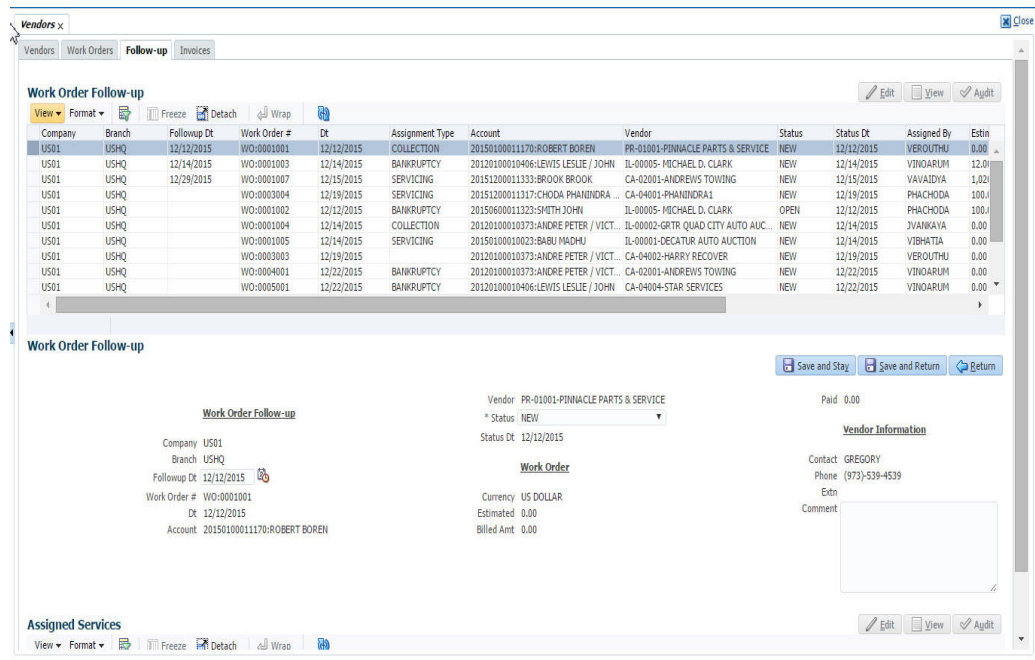 Vendors x
Close
Vendors Work Orders Follow-up Invoices
Work Order Follow-up
Edit View Audit
View Format Freeze Detach Wrap
Company Branch Followup Dt Work Order # Dt Assignment Type Account Vendor Status Status Dt Assigned By Estin
US01 USHQ 12/12/2015 WO:0001001 12/12/2015 COLLECTION 20150100011170:ROBERT BOREN PR-01001-PINNACLE PARTS & SERVICE NEW 12/12/2015 VEROUTHU 0.00
US01 USHQ 12/14/2015 WO:0001003 12/14/2015 BANKRUPTCY 20120100010406:LEWIS LESLIE / JOHN IL-00005- MICHAEL D. CLARK NEW 12/14/2015 VINOARUM 12.0
US01 USHQ 12/29/2015 WO:0001007 12/15/2015 SERVICING 20151200011333:BROOK BROOK CA-02001-ANDREWS TOWING NEW 12/15/2015 VAVAIDYA 1,02
US01 USHQ WO:0003004 12/19/2015 SERVICING 20151200011317:CHODA PHANINDRA ... CA-04001-PHANINDRA1 NEW 12/19/2015 PHACHODA 100.
US01 USHQ WO:0001002 12/12/2015 BANKRUPTCY 20150600011323:SMITH JOHN IL-00005- MICHAEL D. CLARK OPEN 12/12/2015 PHACHODA 100.
US01 USHQ WO:0001004 12/14/2015 COLLECTION 20120100010373:ANDRE PETER / VICT... IL-00002-GRTR QUAD CITY AUTO AUC... NEW 12/14/2015 JVANKAYA 0.00
US01 USHQ WO:0001005 12/14/2015 SERVICING 20150100010023:BABU MADHU IL-00001-DECATUR AUTO AUCTION NEW 12/14/2015 VIBHATIA 0.00
US01 USHQ WO:0003003 12/19/2015 20120100010373:ANDRE PETER / VICT... CA-04002-HARRY RECOVER NEW 12/19/2015 VEROUTHU 0.00
US01 USHQ WO:0004001 12/22/2015 BANKRUPTCY 20120100010373:ANDRE PETER / VICT... CA-02001-ANDREWS TOWING NEW 12/22/2015 VINOARUM 0.00
US01 USHQ WO:0005001 12/22/2015 BANKRUPTCY 20120100010406:LEWIS LESLIE / JOHN CA-04004-STAR SERVICES NEW 12/22/2015 VINOARUM 0.00
Work Order Follow-up
Save and Stay Save and Return Return
Work Order Follow-up
Company US01
Branch USHQ
Followup Dt 12/12/2015
Work Order # WO:0001001
Dt 12/12/2015
Account 20150100011170:ROBERT BOREN
Vendor PR-01001-PINNACLE PARTS & SERVICE
* Status NEW
Status Dt 12/12/2015
Work Order
Currency US DOLLAR
Estimated 0.00
Billed Amt 0.00
Paid 0.00
Vendor Information
Contact GREGORY
Phone (973)-539-4539
Extn
Comment
Assigned Services
Edit View Audit
View Format Freeze Detach Wrap